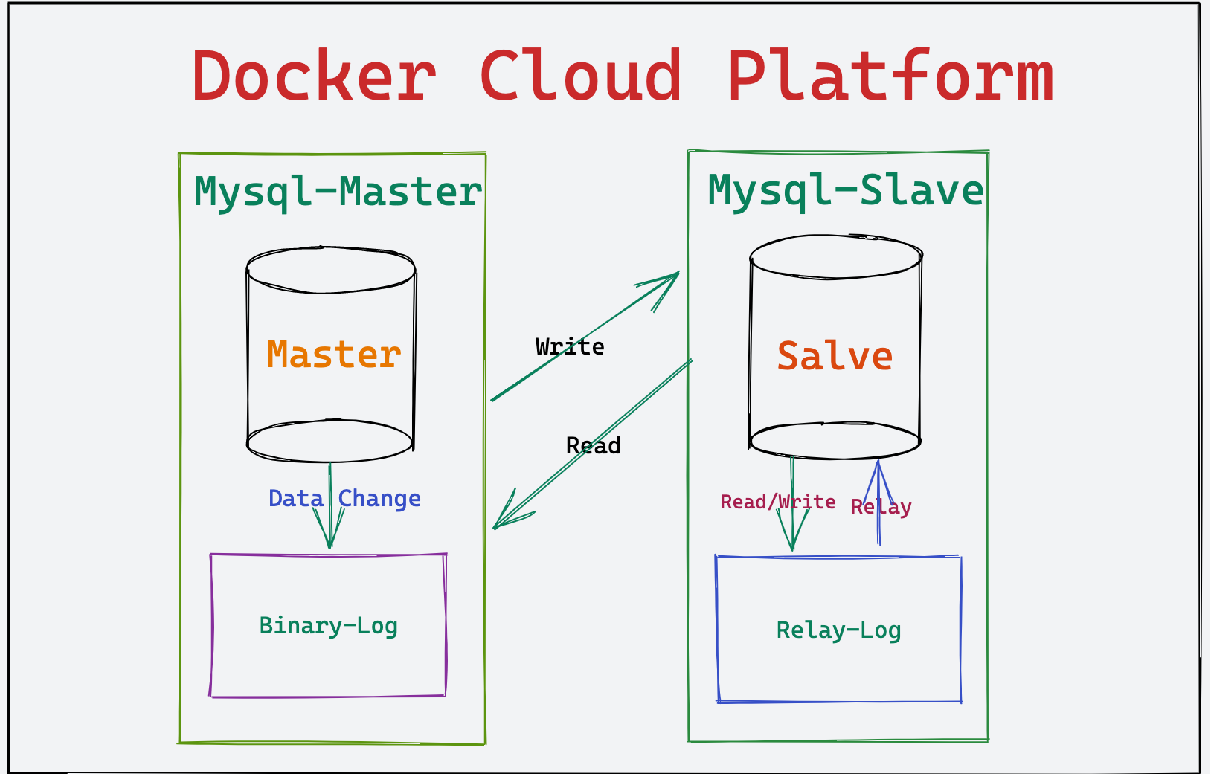 Docker Cloud Platform
Mysql-Master
Mysql-Slave
Master
Salve
Write
Read
Data Change
Read/Write
Relay
Binary-Log
Relay-Log